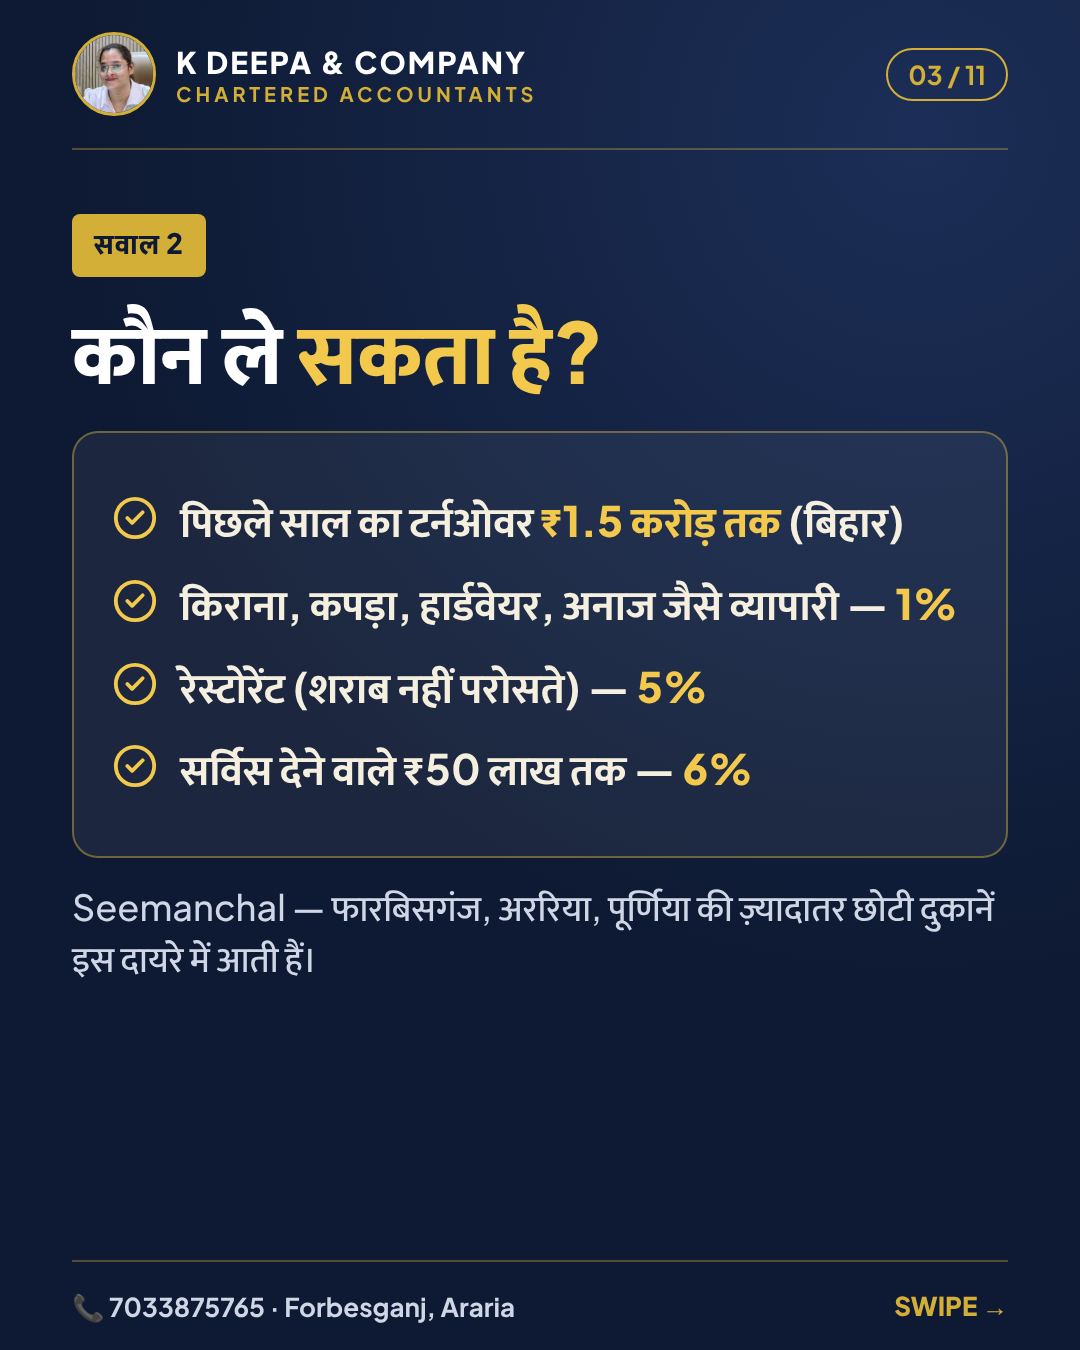 K DEEPA & COMPANY
CHARTERED ACCOUNTANTS
03 / 11
सवाल 2
कौन ले सकता है?
पिछले साल का टर्नओवर ₹1.5 करोड़ तक (बिहार)
किराना, कपड़ा, हार्डवेयर, अनाज जैसे व्यापारी — 1%
रेस्टोरेंट (शराब नहीं परोसते) — 5%
सर्विस देने वाले ₹50 लाख तक — 6%
Seemanchal — फारबिसगंज, अररिया, पूर्णिया की ज़्यादातर छोटी दुकानें
इस दायरे में आती हैं।
📞 7033875765 · Forbesganj, Araria
SWIPE →